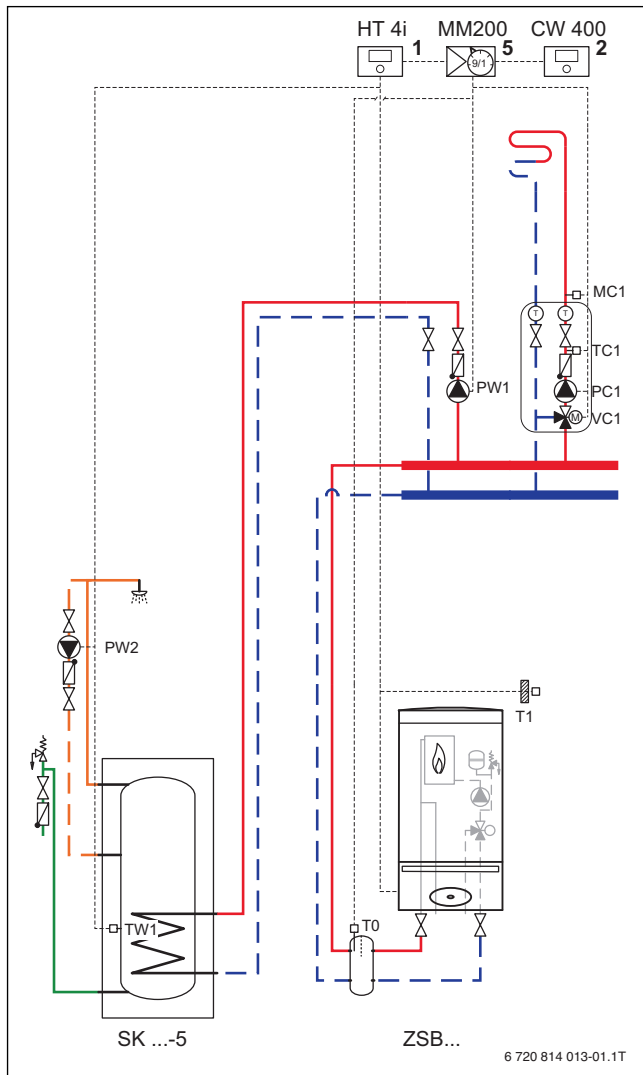 HT 4i 1 MM200 5 CW 400 2
9/1
MC1
T T
TC1
PC1
PW1
M VC1
PW2
T1
TW1
T0
SK ...-5 ZSB...
6 720 814 013-01.1T